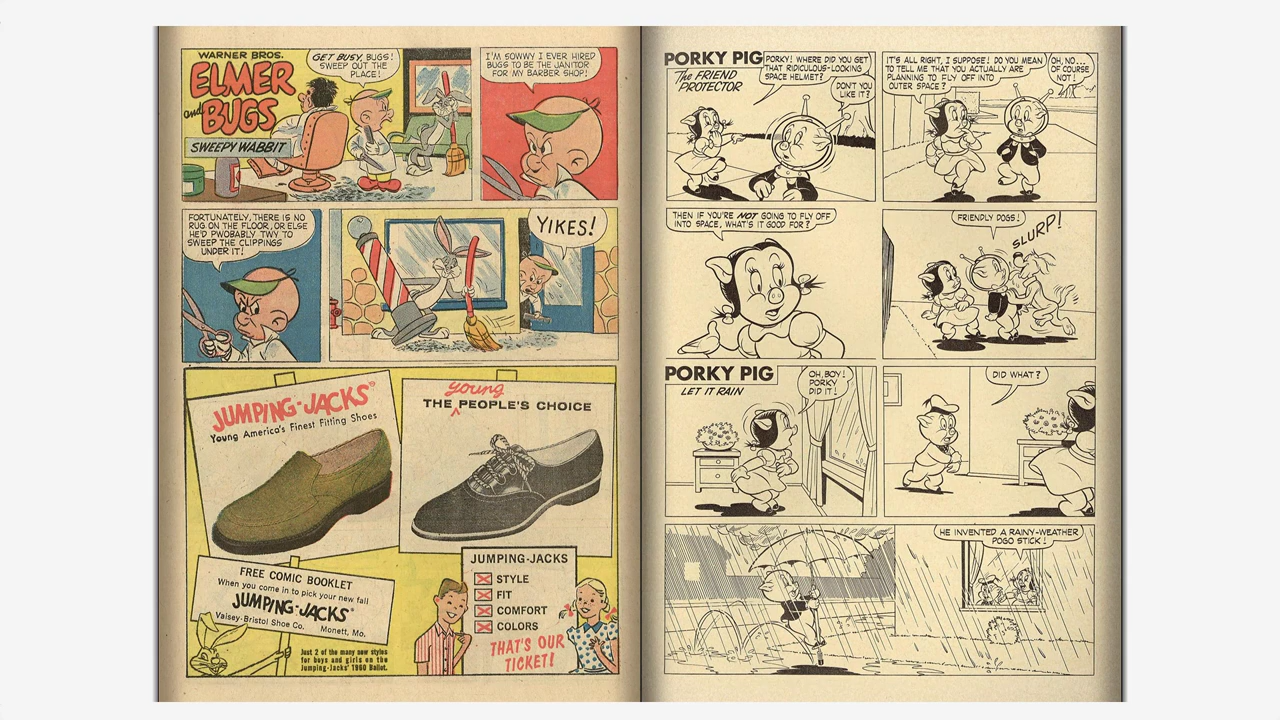 WARNER BROS.
ELMER
and BUGS
SWEEPY WABBIT
GET BUSY, BUGS!
SWEEP OUT THE
PLACE!
I'M SOWWY I EVER HIRED
BUGS TO BE THE JANITOR
FOR MY BARBER SHOP!
FORTUNATELY, THERE IS NO
RUG ON THE FLOOR, OR ELSE
HE'D PWOBABLY TWY TO
SWEEP THE CLIPPINGS
UNDER IT!
YIKES!
JUMPING-JACKS®
Young America's Finest Fitting Shoes
young
THE PEOPLE'S CHOICE
FREE COMIC BOOKLET
When you come in to pick your new fall
JUMPING-JACKS®
Vaisey-Bristol Shoe Co. Monett, Mo.
Just 2 of the many new styles
for boys and girls on the
Jumping-Jacks' 1960 Ballot.
JUMPING-JACKS
STYLE
FIT
COMFORT
COLORS
THAT'S OUR
TICKET!
PORKY PIG
The FRIEND
PROTECTOR
PORKY! WHERE DID YOU GET
THAT RIDICULOUS-LOOKING
SPACE HELMET?
DON'T YOU
LIKE IT?
IT'S ALL RIGHT, I SUPPOSE! DO YOU MEAN
TO TELL ME THAT YOU ACTUALLY ARE
PLANNING TO FLY OFF INTO
OUTER SPACE?
OH, NO...
OF COURSE
NOT!
THEN IF YOU'RE NOT GOING TO FLY OFF
INTO SPACE, WHAT'S IT GOOD FOR?
FRIENDLY DOGS!
SLURP!
PORKY PIG
LET IT RAIN
OH, BOY!
PORKY
DID IT!
DID WHAT?
HE INVENTED A RAINY-WEATHER
POGO STICK!